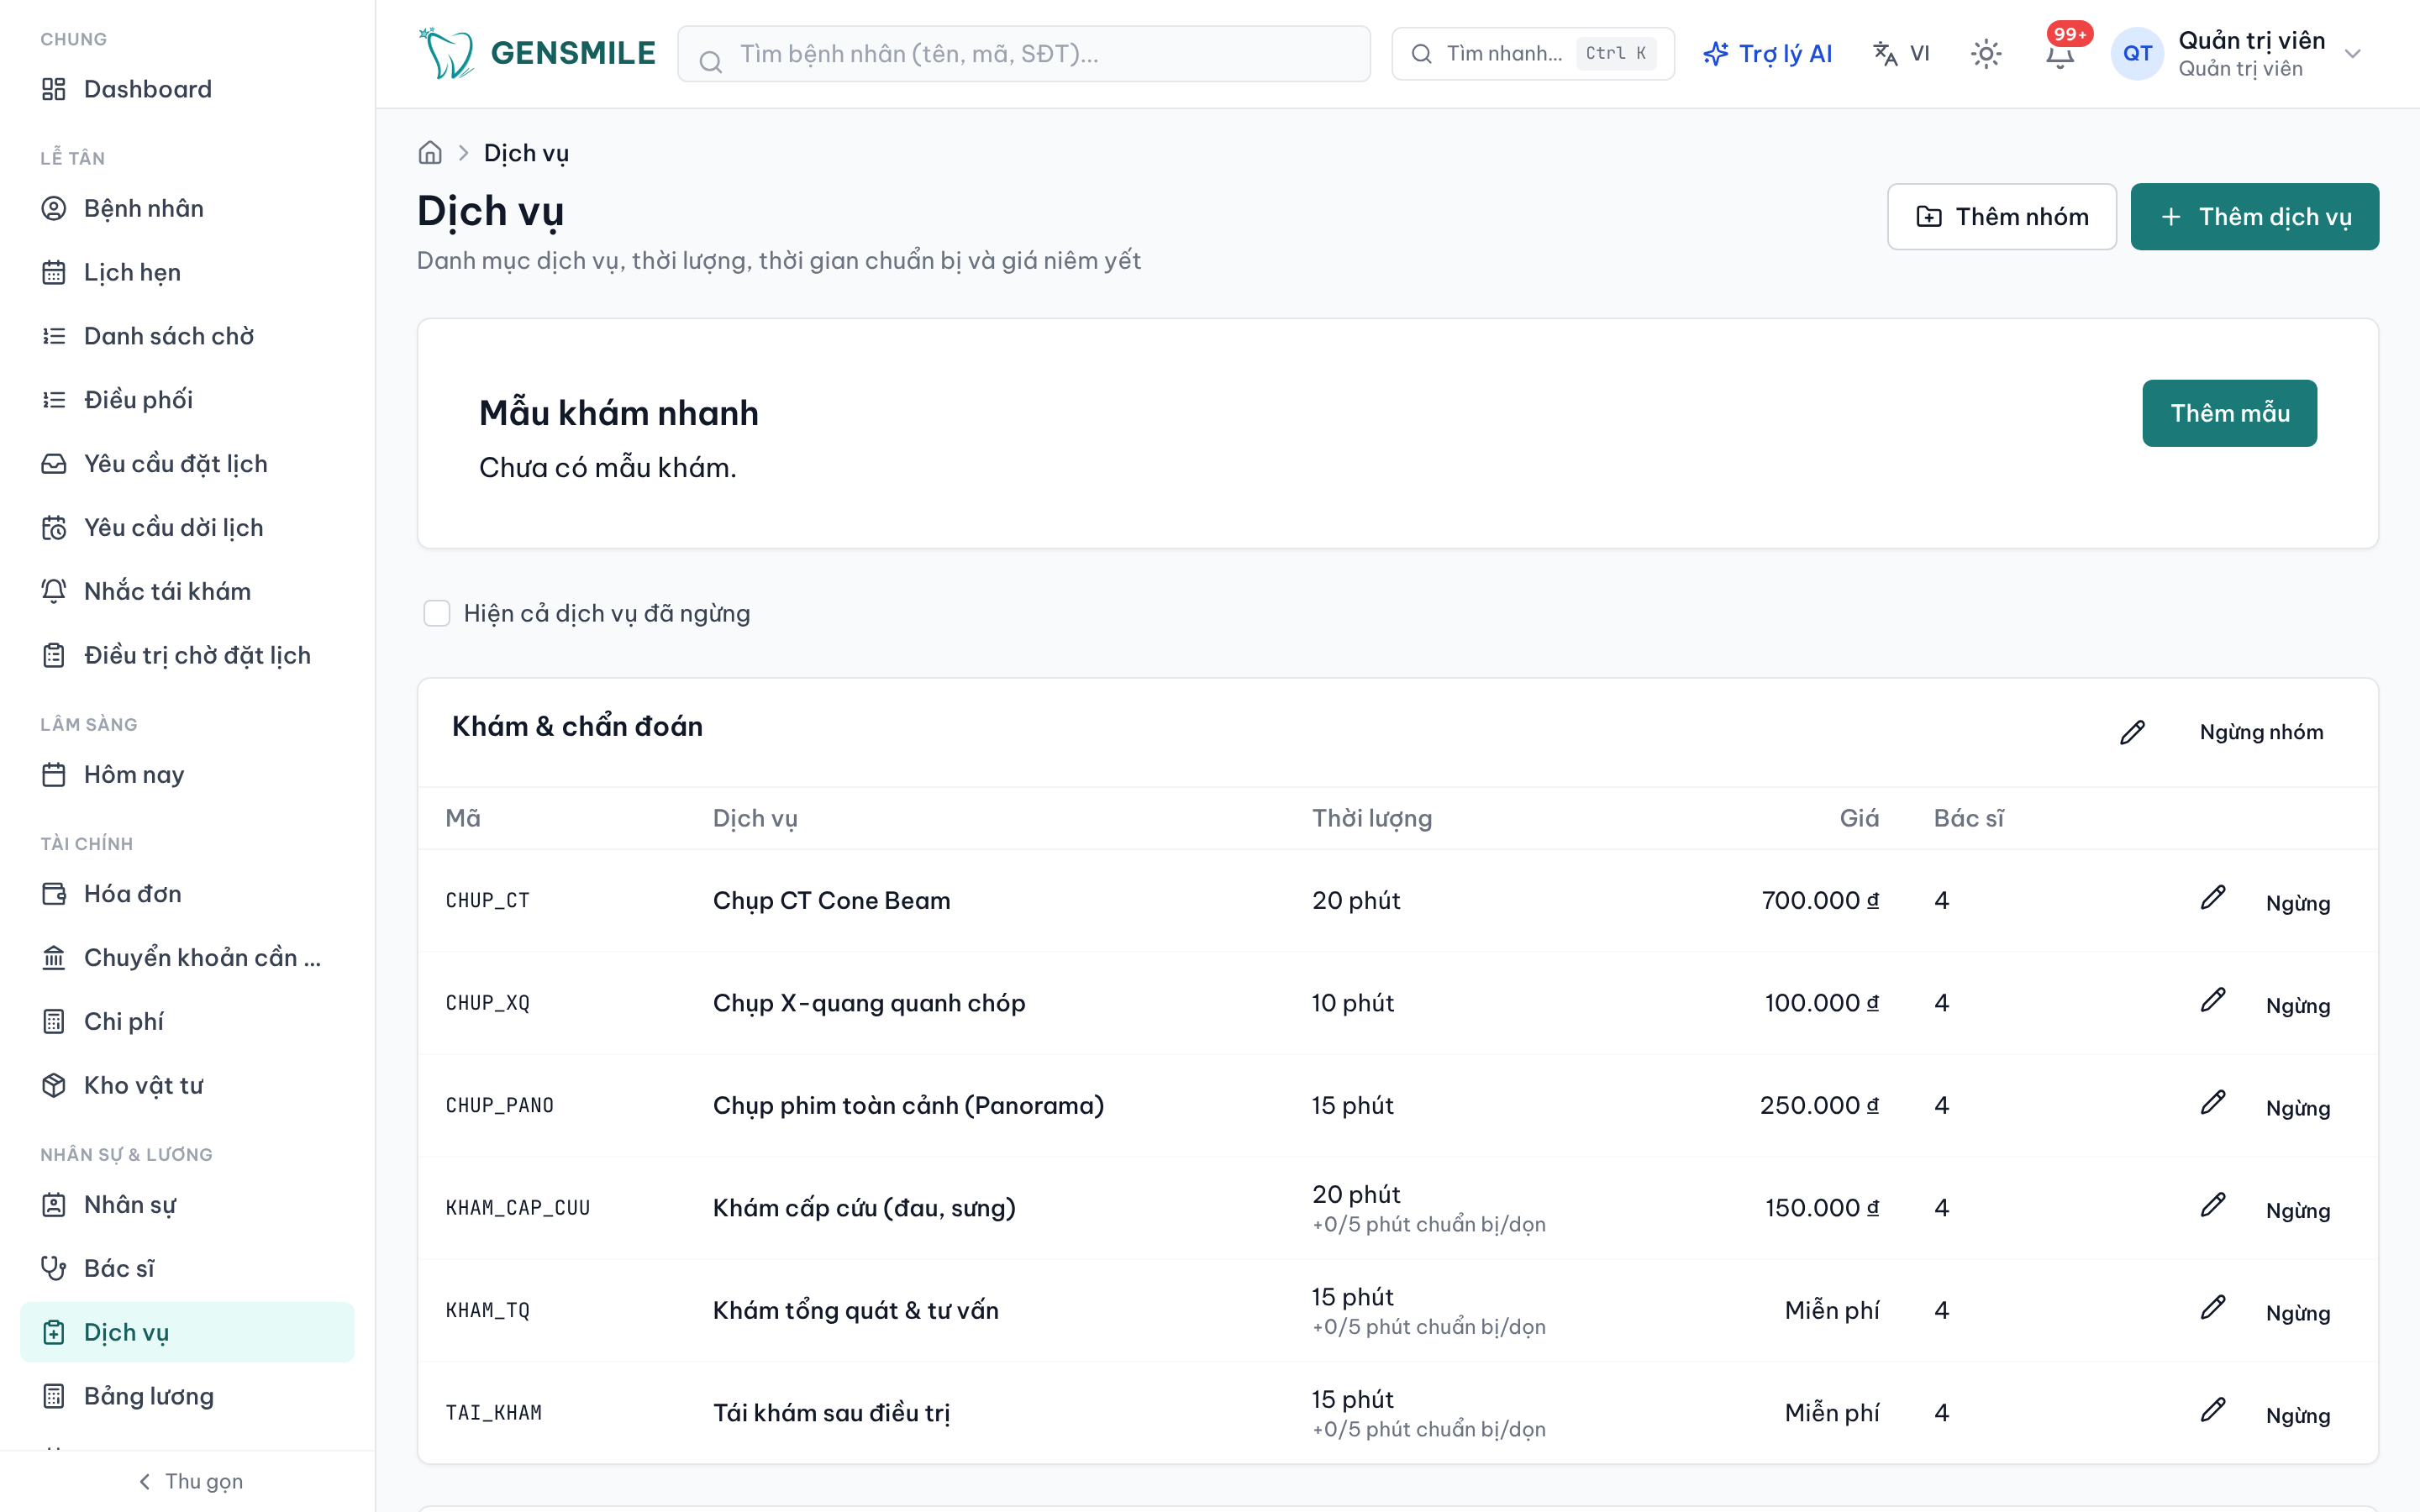 CHUNG
Dashboard
LỄ TÂN
Bệnh nhân
Lịch hẹn
Danh sách chờ
Điều phối
Yêu cầu đặt lịch
Yêu cầu dời lịch
Nhắc tái khám
Điều trị chờ đặt lịch
LÂM SÀNG
Hôm nay
TÀI CHÍNH
Hóa đơn
Chuyển khoản cần ...
Chi phí
Kho vật tư
NHÂN SỰ & LƯƠNG
Nhân sự
Bác sĩ
Dịch vụ
Bảng lương
Thu gọn
GENSMILE
Tìm bệnh nhân (tên, mã, SĐT)...
Tìm nhanh... Ctrl K
Trợ lý AI
VI
99+
QT
Quản trị viên
Quản trị viên
Dịch vụ
Dịch vụ
Danh mục dịch vụ, thời lượng, thời gian chuẩn bị và giá niêm yết
Thêm nhóm
Thêm dịch vụ
Mẫu khám nhanh
Chưa có mẫu khám.
Thêm mẫu
Hiện cả dịch vụ đã ngừng
Khám & chẩn đoán
Ngừng nhóm
Mã Dịch vụ Thời lượng Giá Bác sĩ
CHUP_CT Chụp CT Cone Beam 20 phút 700.000 ₫ 4 Ngừng
CHUP_XQ Chụp X-quang quanh chóp 10 phút 100.000 ₫ 4 Ngừng
CHUP_PANO Chụp phim toàn cảnh (Panorama) 15 phút 250.000 ₫ 4 Ngừng
KHAM_CAP_CUU Khám cấp cứu (đau, sưng) 20 phút 150.000 ₫ 4 Ngừng
+0/5 phút chuẩn bị/dọn
KHAM_TQ Khám tổng quát & tư vấn 15 phút Miễn phí 4 Ngừng
+0/5 phút chuẩn bị/dọn
TAI_KHAM Tái khám sau điều trị 15 phút Miễn phí 4 Ngừng
+0/5 phút chuẩn bị/dọn